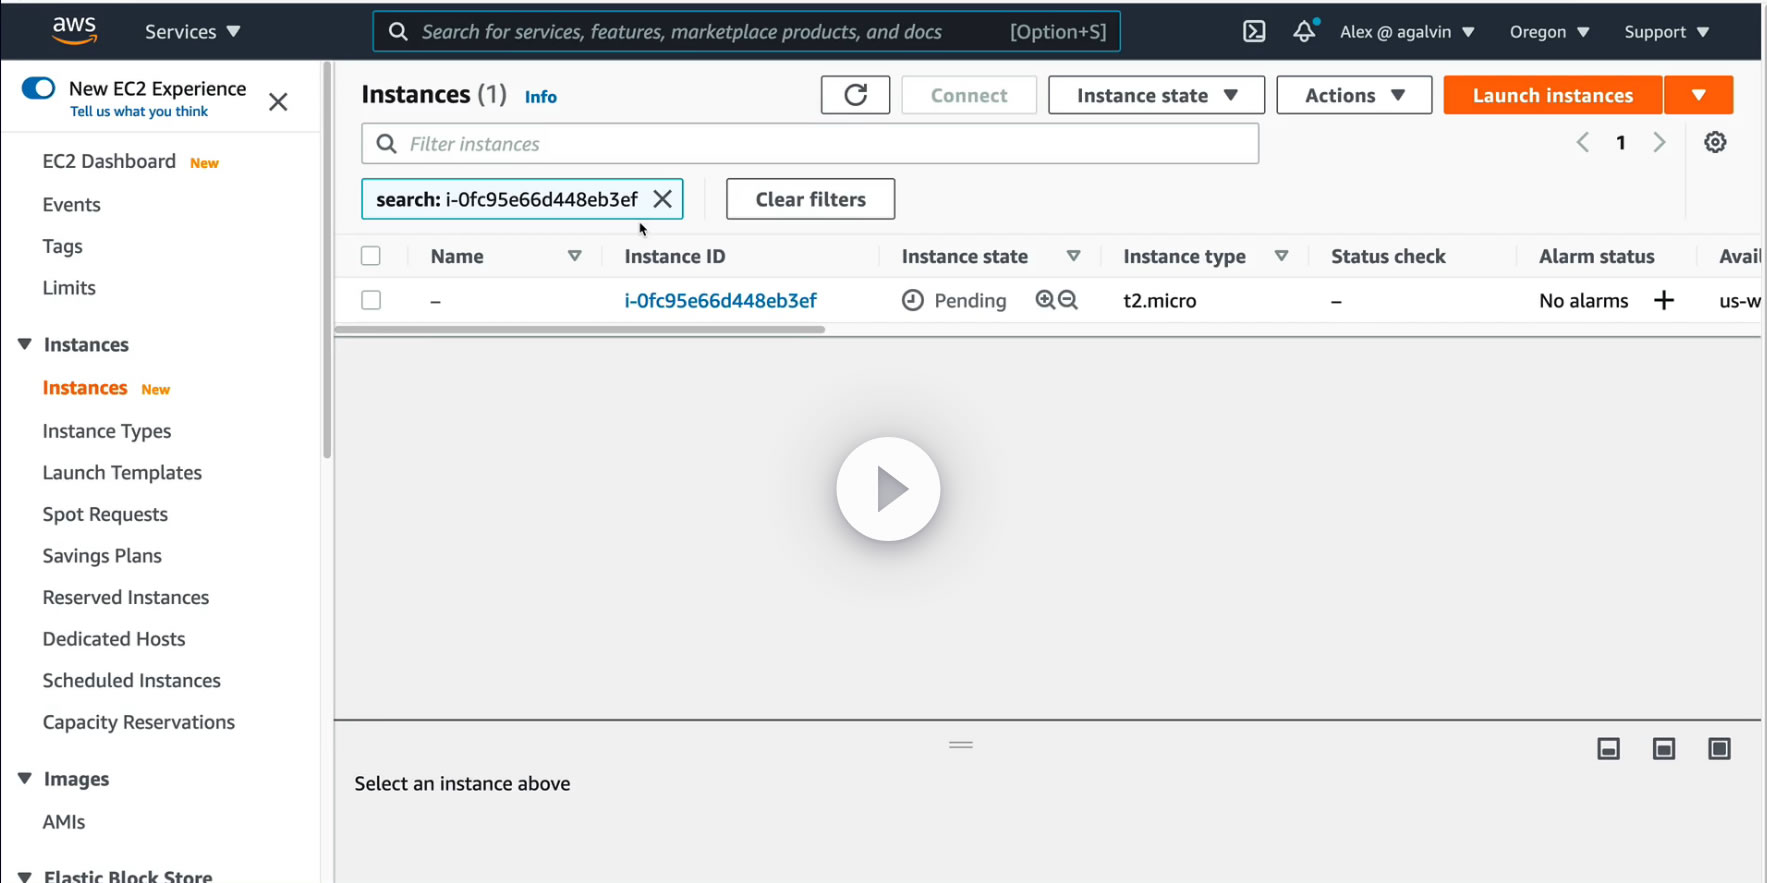 aws
Services
Search for services, features, marketplace products, and docs [Option+S]
Alex @ agalvin
Oregon
Support
New EC2 Experience
Tell us what you think
EC2 Dashboard New
Events
Tags
Limits
Instances
Instances New
Instance Types
Launch Templates
Spot Requests
Savings Plans
Reserved Instances
Dedicated Hosts
Scheduled Instances
Capacity Reservations
Images
AMIs
Elastic Block Store
Instances (1) Info
Connect
Instance state
Actions
Launch instances
Filter instances
1
search: i-0fc95e66d448eb3ef
Clear filters
Name Instance ID Instance state Instance type Status check Alarm status Avail
– i-0fc95e66d448eb3ef Pending t2.micro – No alarms + us-w
Select an instance above